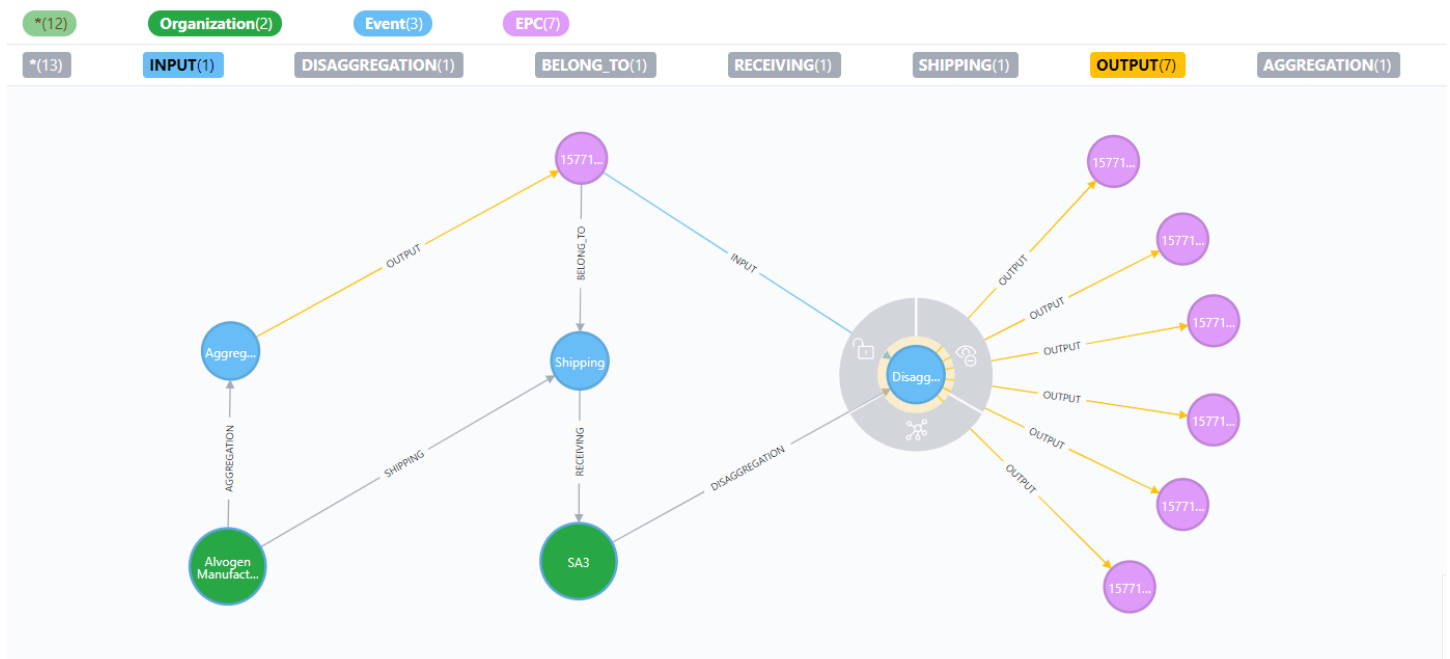 *(12) Organization(2) Event(3) EPC(7)
*(13) INPUT(1) DISAGGREGATION(1) BELONG_TO(1) RECEIVING(1) SHIPPING(1) OUTPUT(7) AGGREGATION(1)
15771...
15771...
OUTPUT
BELONG_TO
INPUT
OUTPUT
15771...
OUTPUT
15771...
Aggreg...
Shipping
OUTPUT
Disagg...
OUTPUT
15771...
AGGREGATION
SHIPPING
RECEIVING
DISAGGREGATION
OUTPUT
OUTPUT
15771...
Alvogen
Manufact...
SA3
15771...